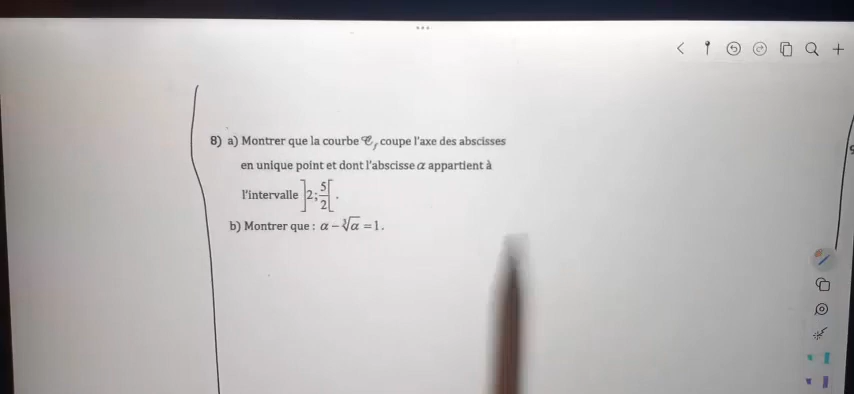 8) a) Montrer que la courbe 𝒞f coupe l'axe des abscisses
en unique point et dont l'abscisse α appartient à
l'intervalle ]2; 5/2[ .
b) Montrer que : α − ∛α = 1.